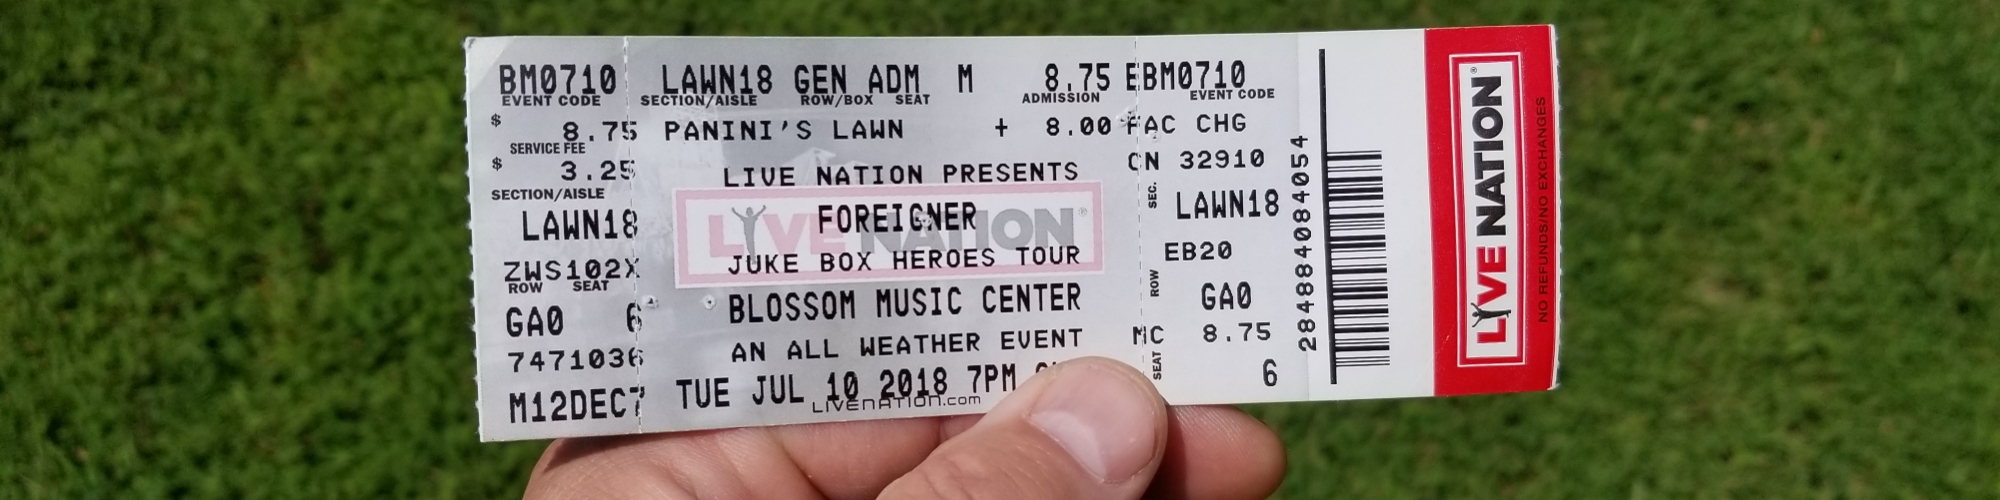 BM0710 LAWN18 GEN ADM M 8.75 EBM0710
EVENT CODE SECTION/AISLE ROW/BOX SEAT ADMISSION EVENT CODE
$ 8.75 PANINI'S LAWN + 8.00 FAC CHG
SERVICE FEE
$ 3.25 LIVE NATION PRESENTS CN 32910
SECTION/AISLE
LAWN18 FOREIGNER SEC. LAWN18
LIVE NATION®
ZWS102X JUKE BOX HEROES TOUR EB20
ROW SEAT
GA0 6 BLOSSOM MUSIC CENTER ROW GA0
7471036 AN ALL WEATHER EVENT MC 8.75
M12DEC7 TUE JUL 10 2018 7PM SEAT 6
LIVENATION.com
284884084054
LIVE NATION®
NO REFUNDS/NO EXCHANGES